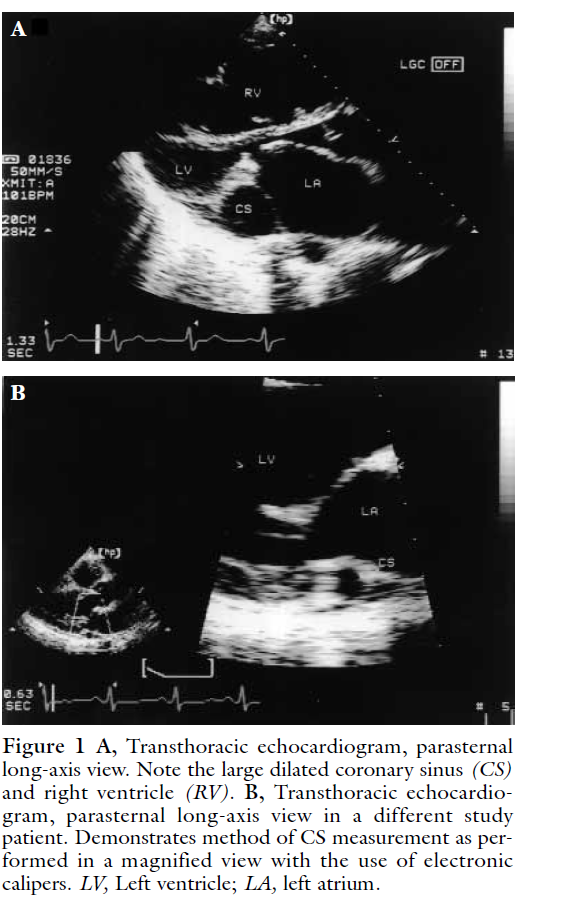 A
[hp]
LGC OFF
RV
01836
50MM/S
XMIT:A
101BPM
LV
LA
CS
20CM
28HZ
1.33
SEC
# 13
B
LV
LA
[hp]
CS
0.63
SEC
# 5
Figure 1 A, Transthoracic echocardiogram, parasternal
long-axis view. Note the large dilated coronary sinus (CS)
and right ventricle (RV). B, Transthoracic echocardio-
gram, parasternal long-axis view in a different study
patient. Demonstrates method of CS measurement as per-
formed in a magnified view with the use of electronic
calipers. LV, Left ventricle; LA, left atrium.